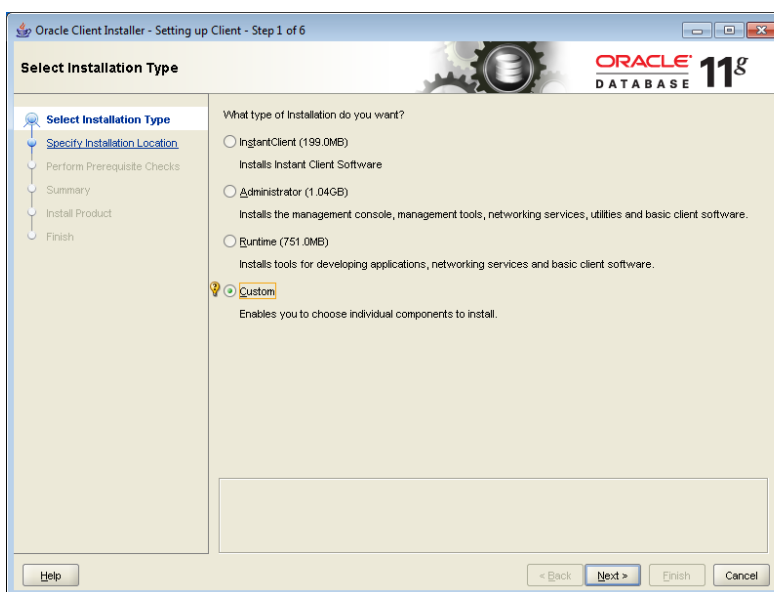 Oracle Client Installer - Setting up Client - Step 1 of 6
Select Installation Type
ORACLE
DATABASE
11g
Select Installation Type
Specify Installation Location
Perform Prerequisite Checks
Summary
Install Product
Finish
What type of Installation do you want?
InstantClient (199.0MB)
Installs Instant Client Software
Administrator (1.04GB)
Installs the management console, management tools, networking services, utilities and basic client software.
Runtime (751.0MB)
Installs tools for developing applications, networking services and basic client software.
Custom
Enables you to choose individual components to install.
Help
< Back
Next >
Finish
Cancel